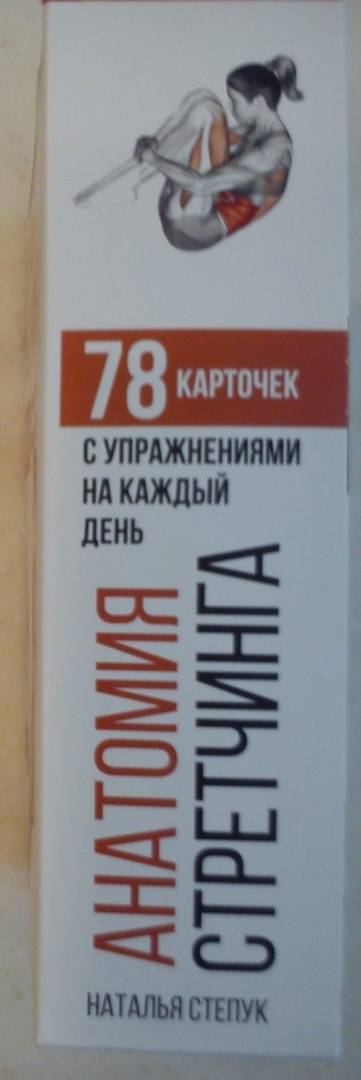 78 КАРТОЧЕК
С УПРАЖНЕНИЯМИ
НА КАЖДЫЙ
ДЕНЬ
АНАТОМИЯ
СТРЕТЧИНГА
НАТАЛЬЯ СТЕПУК